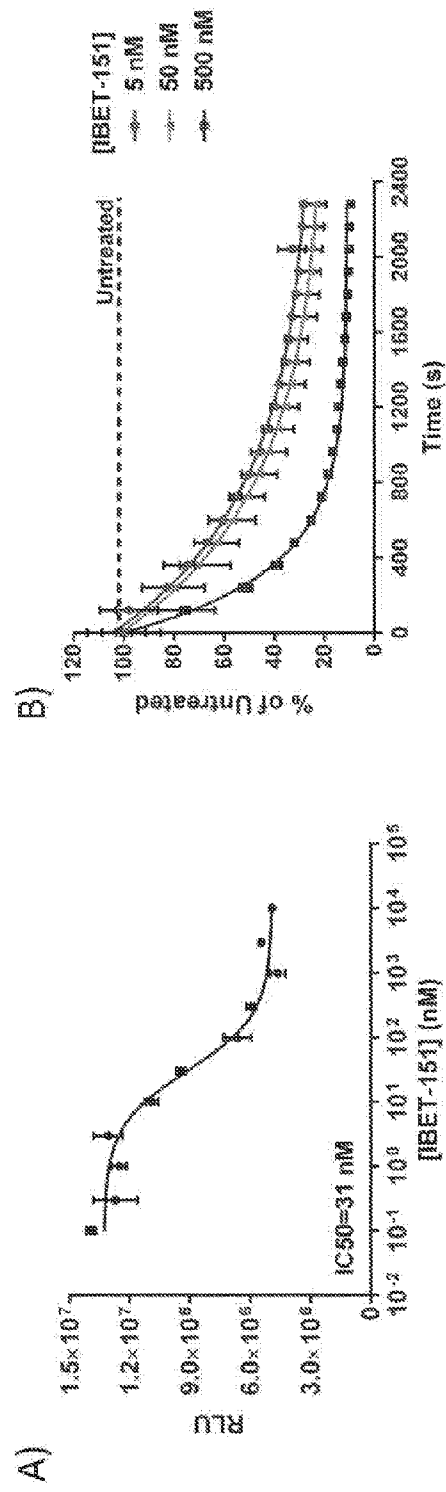 A)
1.5×10⁷
1.2×10⁷
9.0×10⁶
6.0×10⁶
3.0×10⁶
0
RLU
IC50=31 nM
10⁻² 10⁻¹ 10⁰ 10¹ 10² 10³ 10⁴ 10⁵
[IBET-151] (nM)
B)
120
100
80
60
40
20
0
% of Untreated
Untreated
[IBET-151]
5 nM
50 nM
500 nM
0 400 800 1200 1600 2000 2400
Time (s)